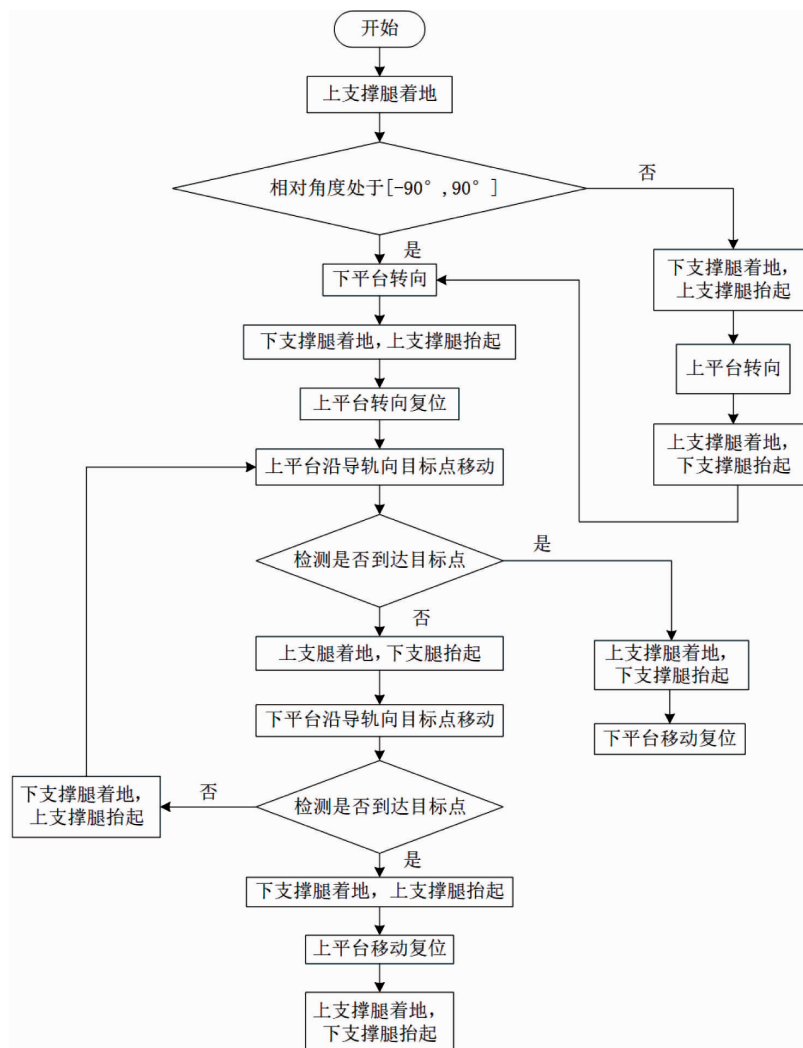 开始
上支撑腿着地
相对角度处于[-90°,90°]
否
是
下支撑腿着地,
上支撑腿抬起
下平台转向
下支撑腿着地,上支撑腿抬起
上平台转向
上平台转向复位
上支撑腿着地,
下支撑腿抬起
上平台沿导轨向目标点移动
检测是否到达目标点
是
否
上支腿着地,下支腿抬起
上支撑腿着地,
下支撑腿抬起
下平台沿导轨向目标点移动
下平台移动复位
下支撑腿着地,
上支撑腿抬起
否
检测是否到达目标点
是
下支撑腿着地,上支撑腿抬起
上平台移动复位
上支撑腿着地,
下支撑腿抬起